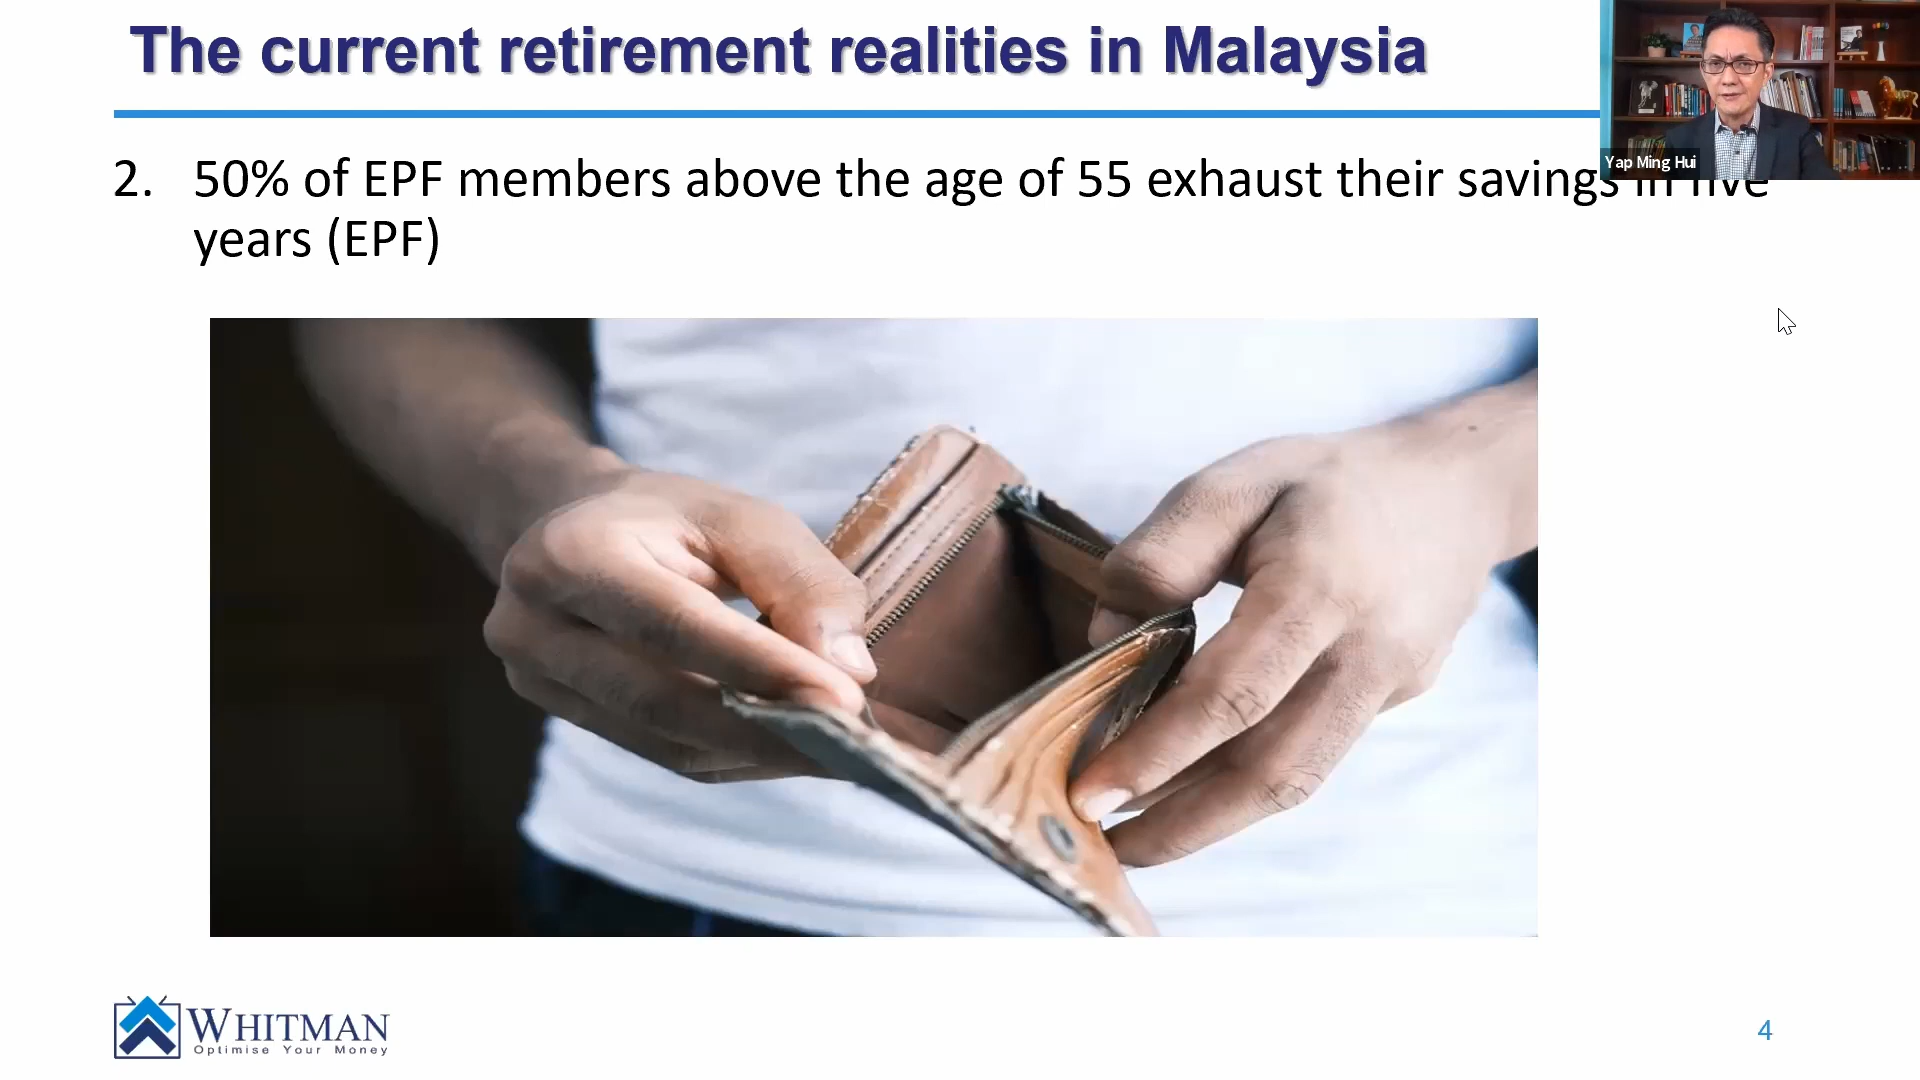 The current retirement realities in Malaysia
Yap Ming Hui
2. 50% of EPF members above the age of 55 exhaust their savings in five
years (EPF)
WHITMAN
Optimise Your Money
4